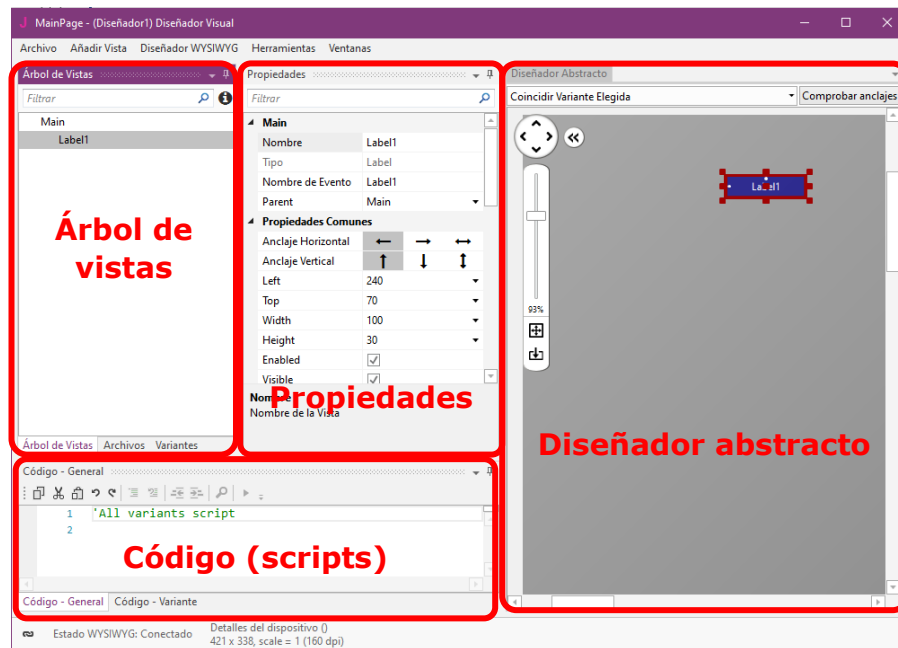 MainPage - (Diseñador1) Diseñador Visual
Archivo Añadir Vista Diseñador WYSIWYG Herramientas Ventanas
Árbol de Vistas
Filtrar
Main
Label1
Árbol de
vistas
Árbol de Vistas Archivos Variantes
Propiedades
Filtrar
Main
Nombre Label1
Tipo Label
Nombre de Evento Label1
Parent Main
Propiedades Comunes
Anclaje Horizontal
Anclaje Vertical
Left 240
Top 70
Width 100
Height 30
Enabled
Visible
Nombre
Propiedades
Nombre de la Vista
Diseñador Abstracto
Coincidir Variante Elegida Comprobar anclajes
Label1
93%
Diseñador abstracto
Código - General
1 'All variants script
2
Código (scripts)
Código - General Código - Variante
Estado WYSIWYG: Conectado
Detalles del dispositivo ()
421 x 338, scale = 1 (160 dpi)